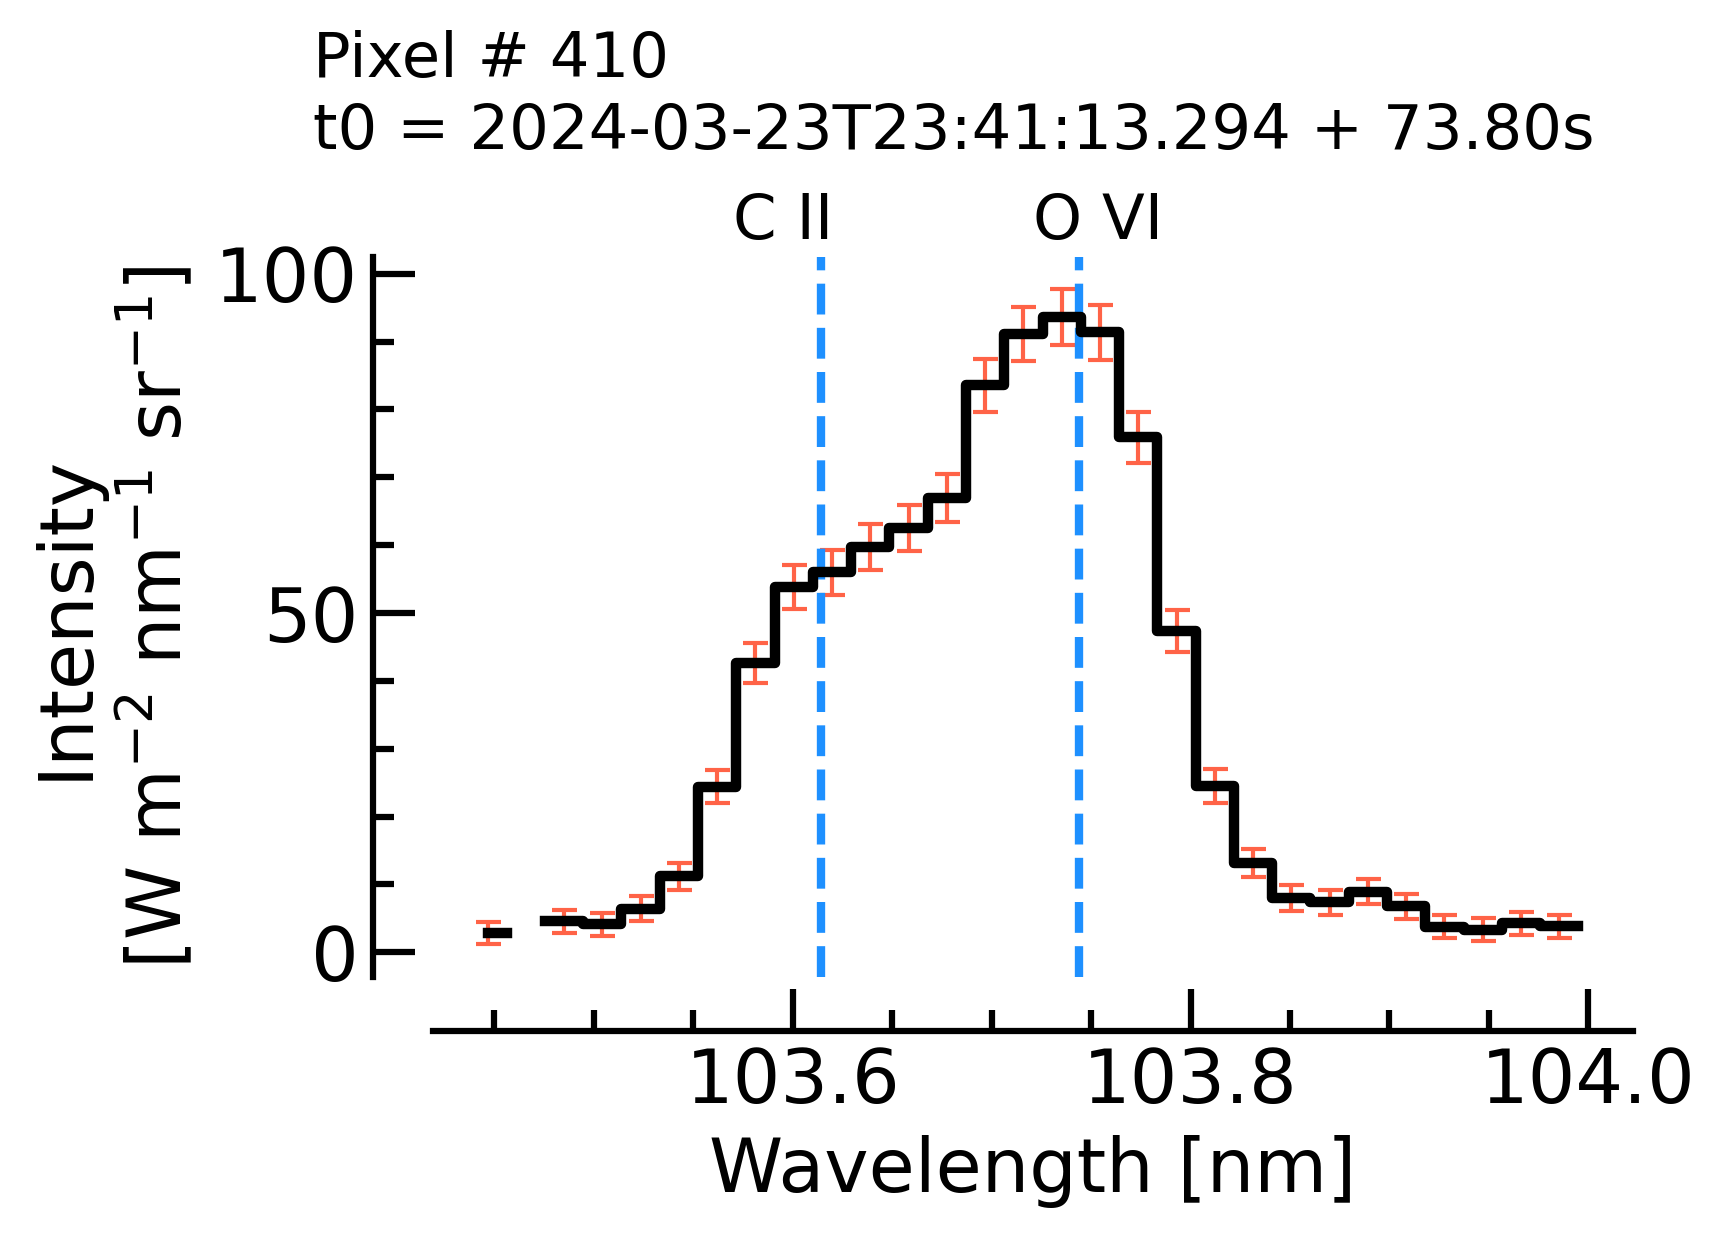 Pixel # 410
t0 = 2024-03-23T23:41:13.294 + 73.80s
C II
O VI
Intensity
[W m⁻² nm⁻¹ sr⁻¹]
100
50
0
103.6
103.8
104.0
Wavelength [nm]